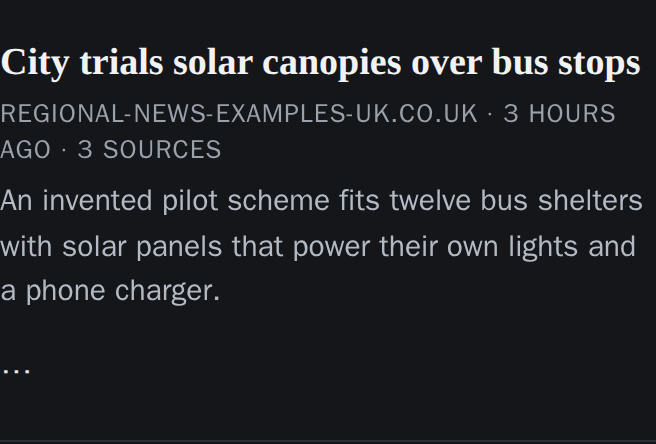 City trials solar canopies over bus stops
REGIONAL-NEWS-EXAMPLES-UK.CO.UK · 3 HOURS
AGO · 3 SOURCES
An invented pilot scheme fits twelve bus shelters
with solar panels that power their own lights and
a phone charger.
...